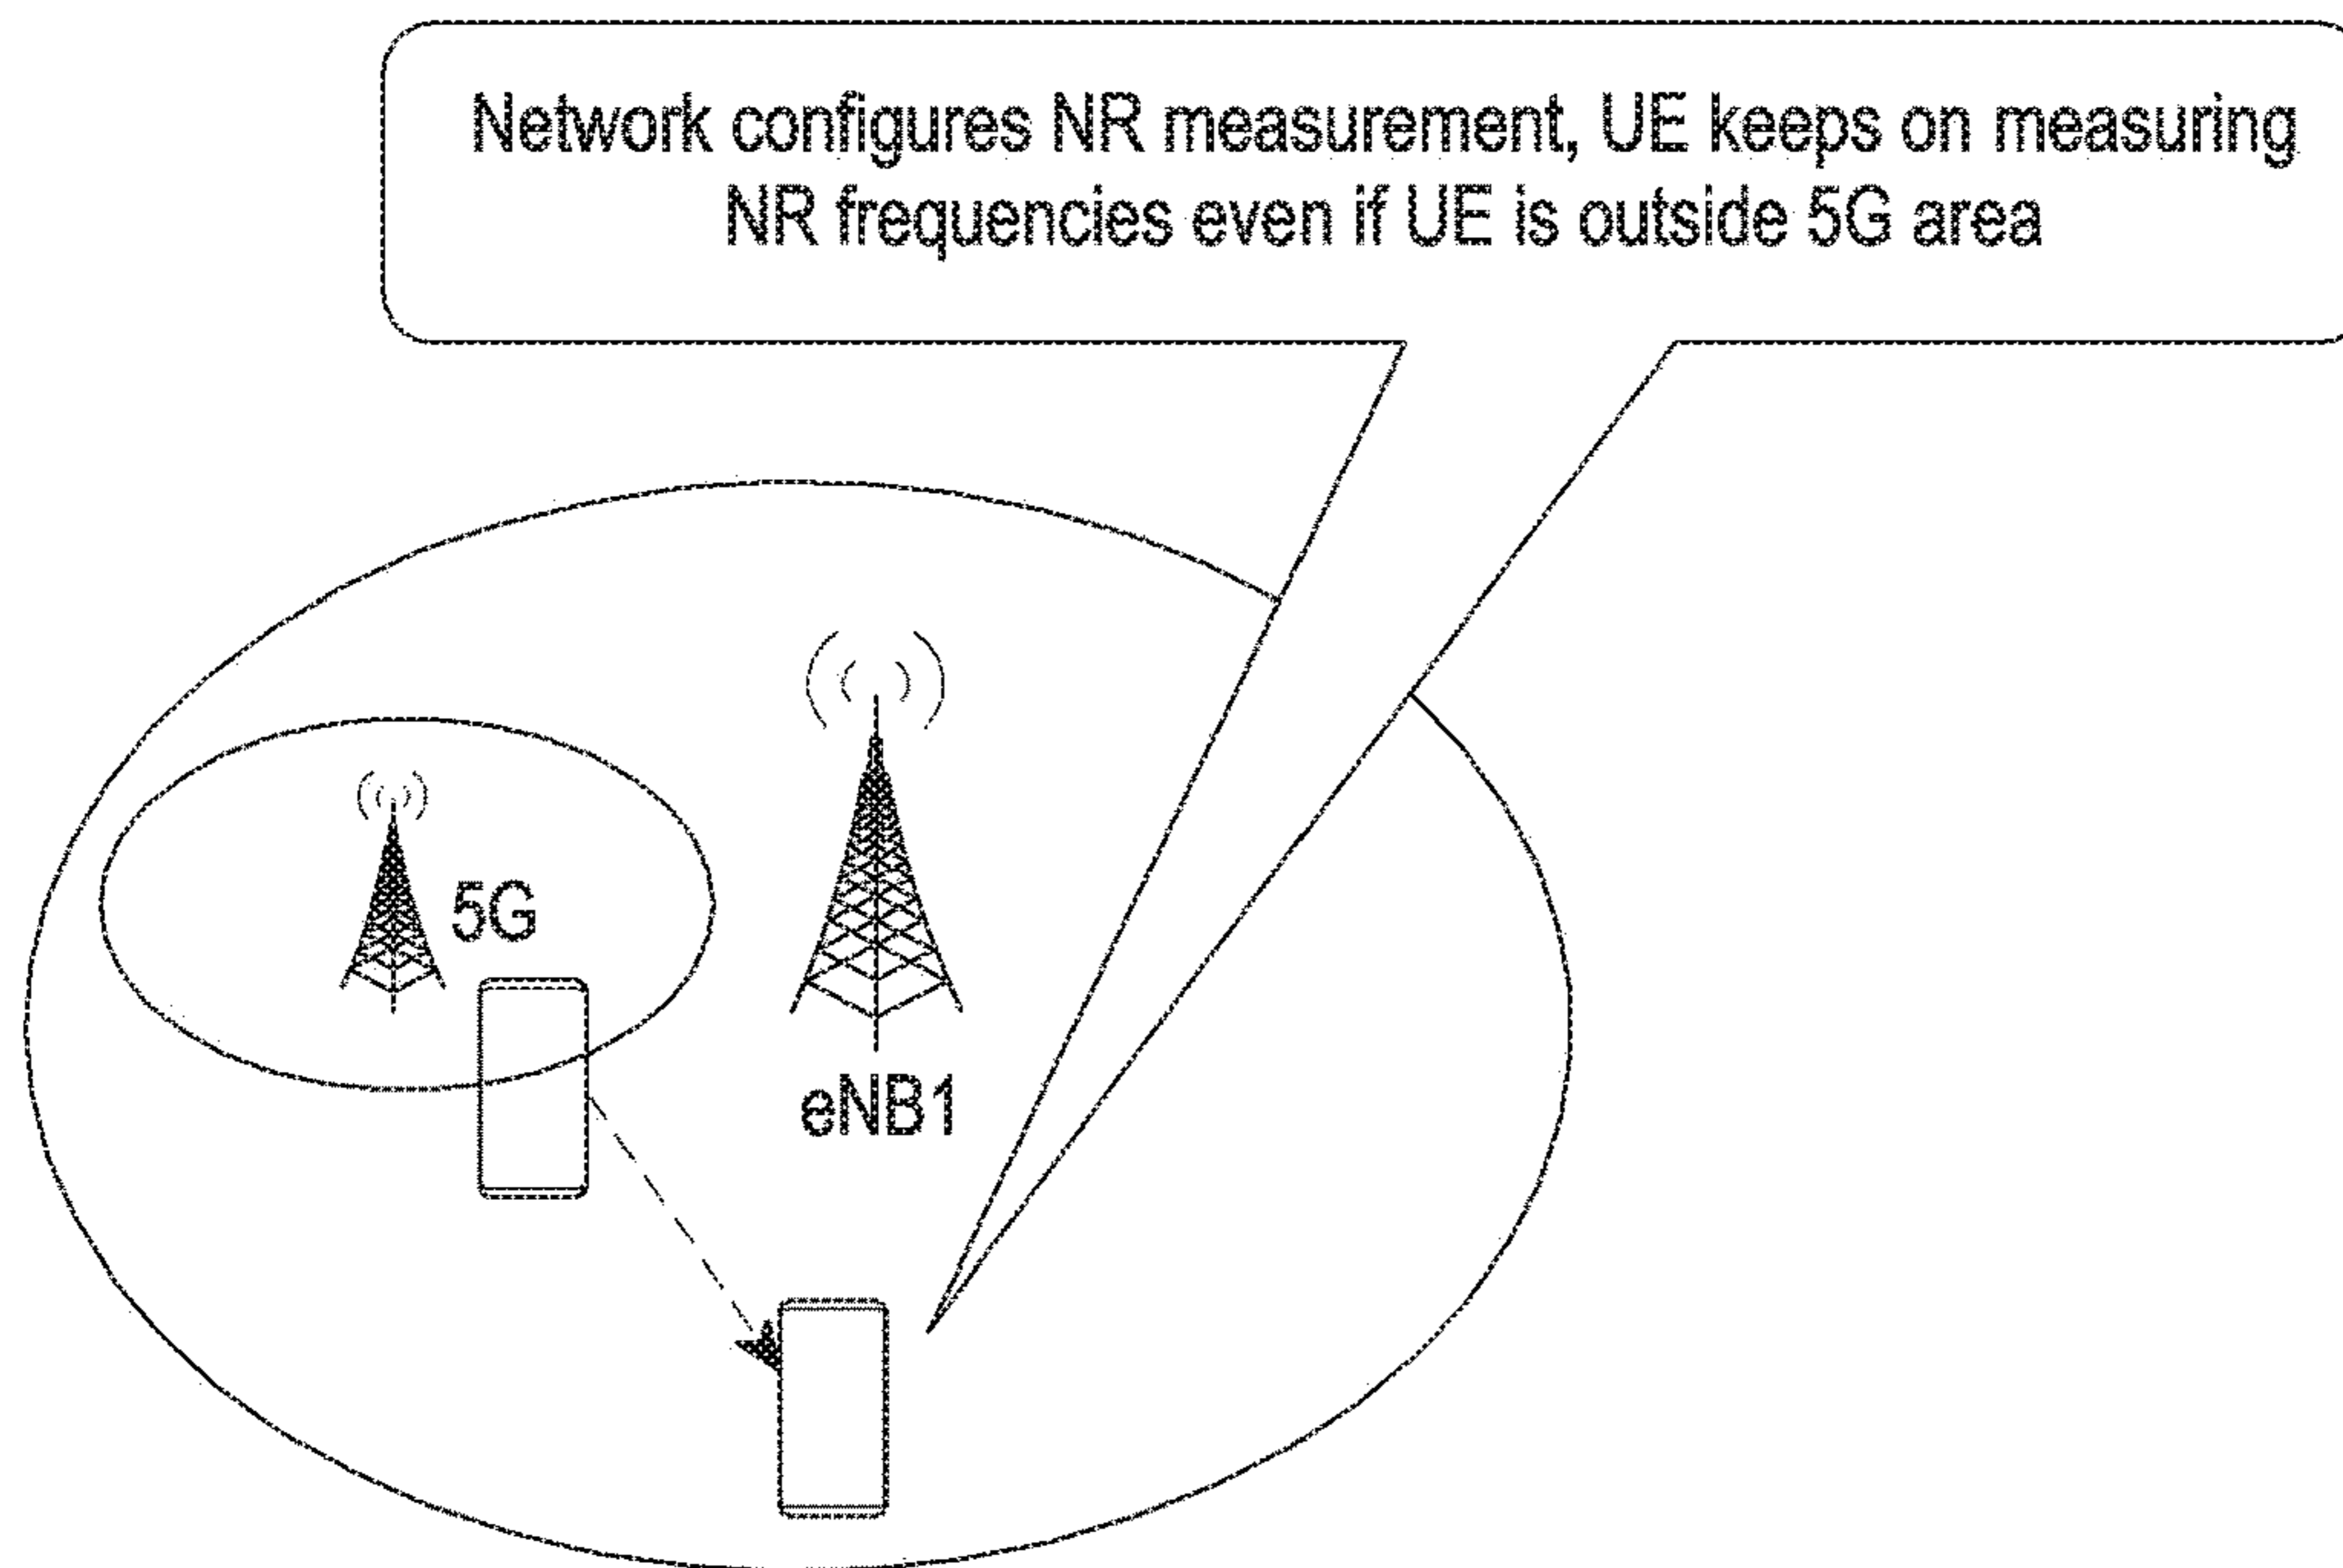 Network configures NR measurement, UE keeps on measuring
NR frequencies even if UE is outside 5G area
5G
eNB1